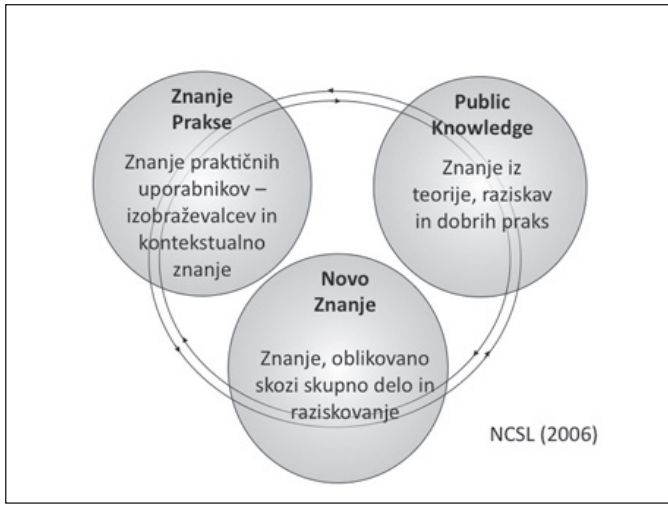 Znanje
Prakse
Znanje praktičnih
uporabnikov –
izobraževalcev in
kontekstualno
znanje
Public
Knowledge
Znanje iz
teorije, raziskav
in dobrih praks
Novo
Znanje
Znanje, oblikovano
skozi skupno delo in
raziskovanje
NCSL (2006)